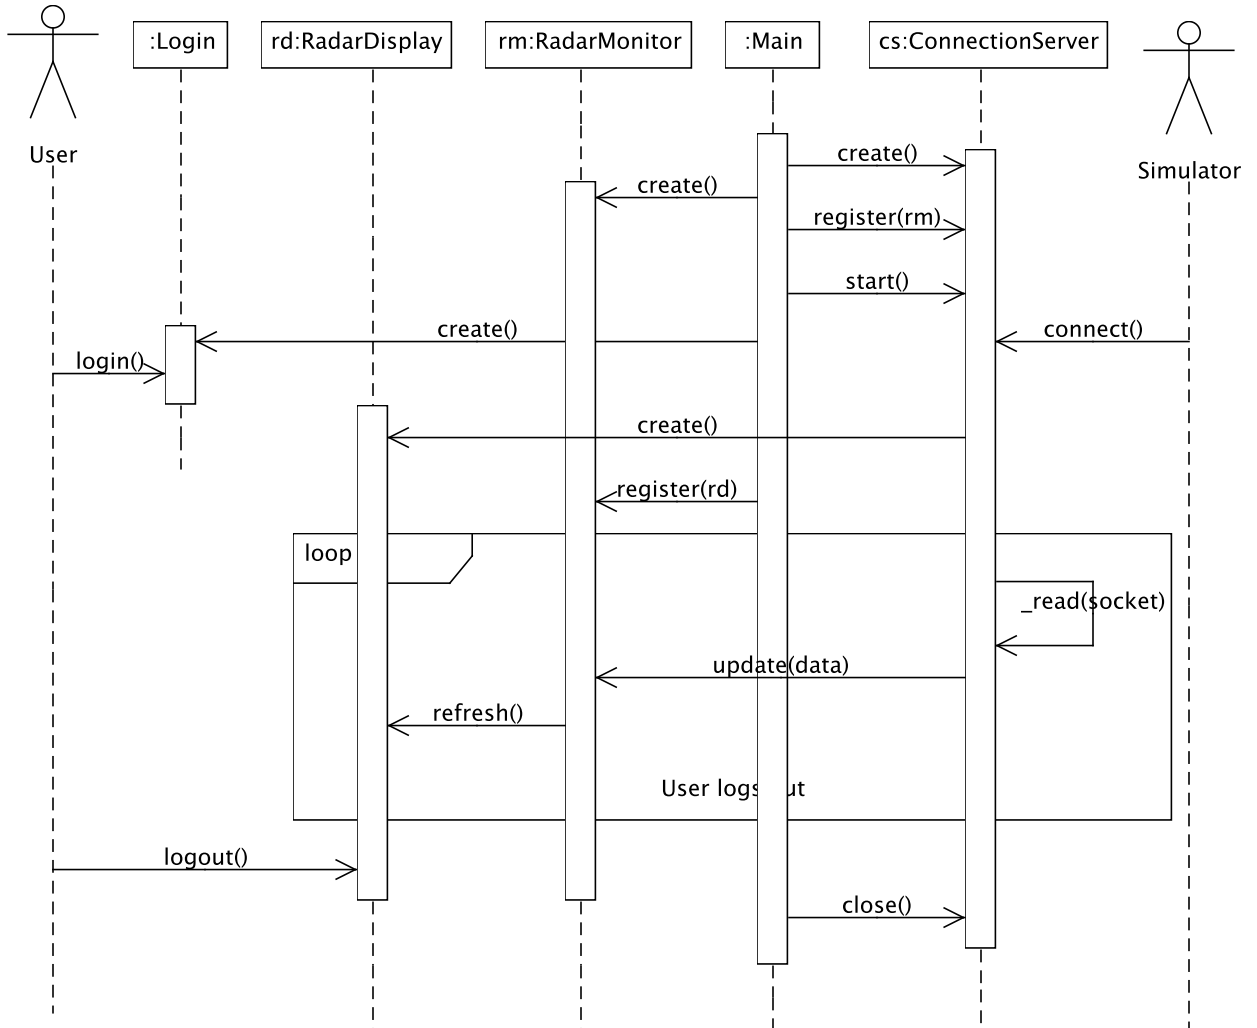 :Login
rd:RadarDisplay
rm:RadarMonitor
:Main
cs:ConnectionServer
User
Simulator
create()
create()
register(rm)
start()
create()
connect()
login()
create()
register(rd)
loop
_read(socket)
update(data)
refresh()
User logs ut
logout()
close()